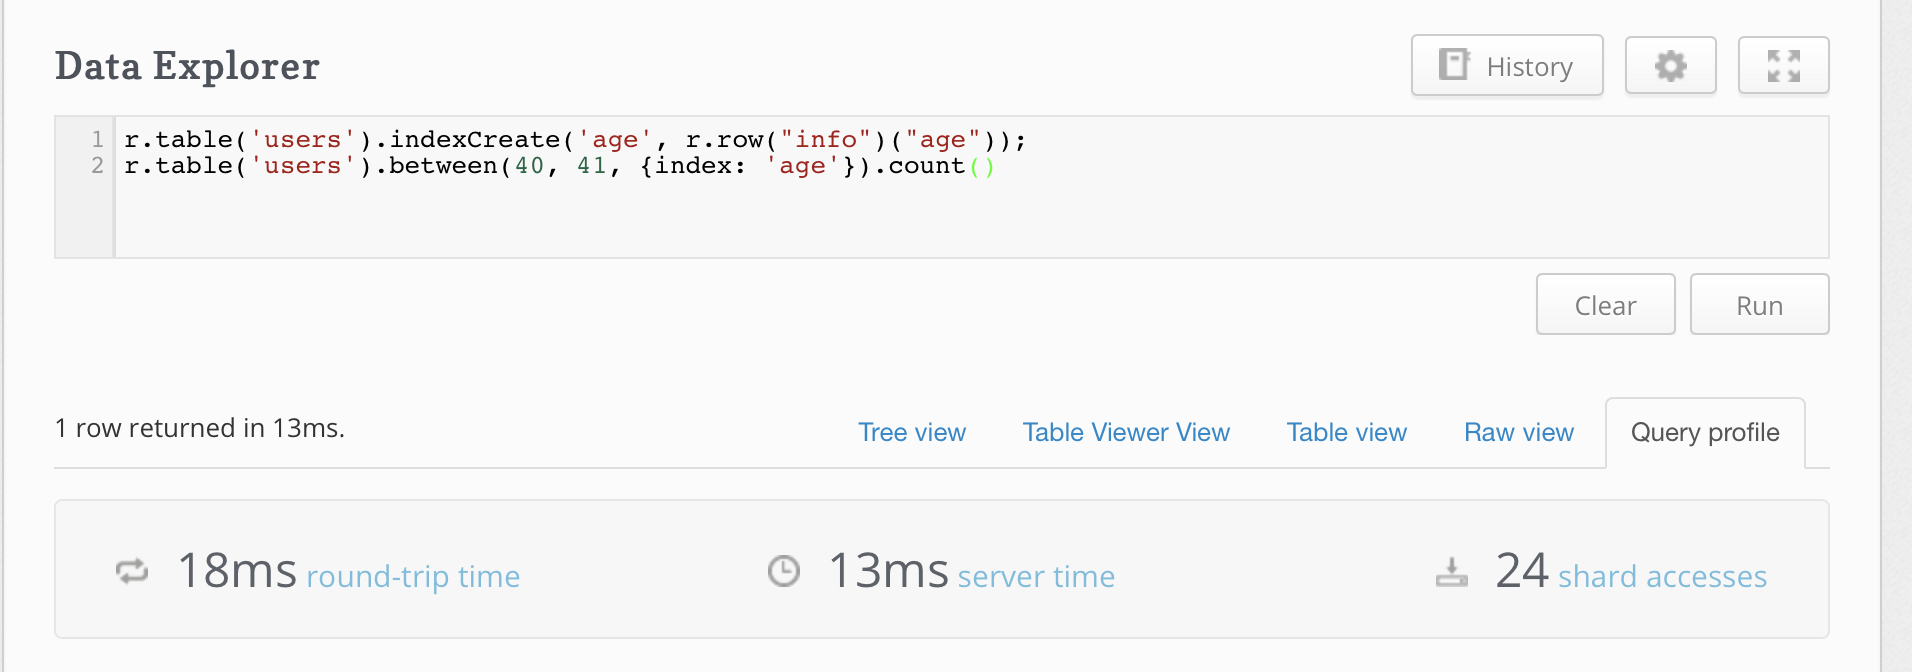 Data Explorer
History
1 r.table('users').indexCreate('age', r.row("info")("age"));
2 r.table('users').between(40, 41, {index: 'age'}).count()
Clear Run
1 row returned in 13ms.
Tree view Table Viewer View Table view Raw view Query profile
18ms round-trip time 13ms server time 24 shard accesses